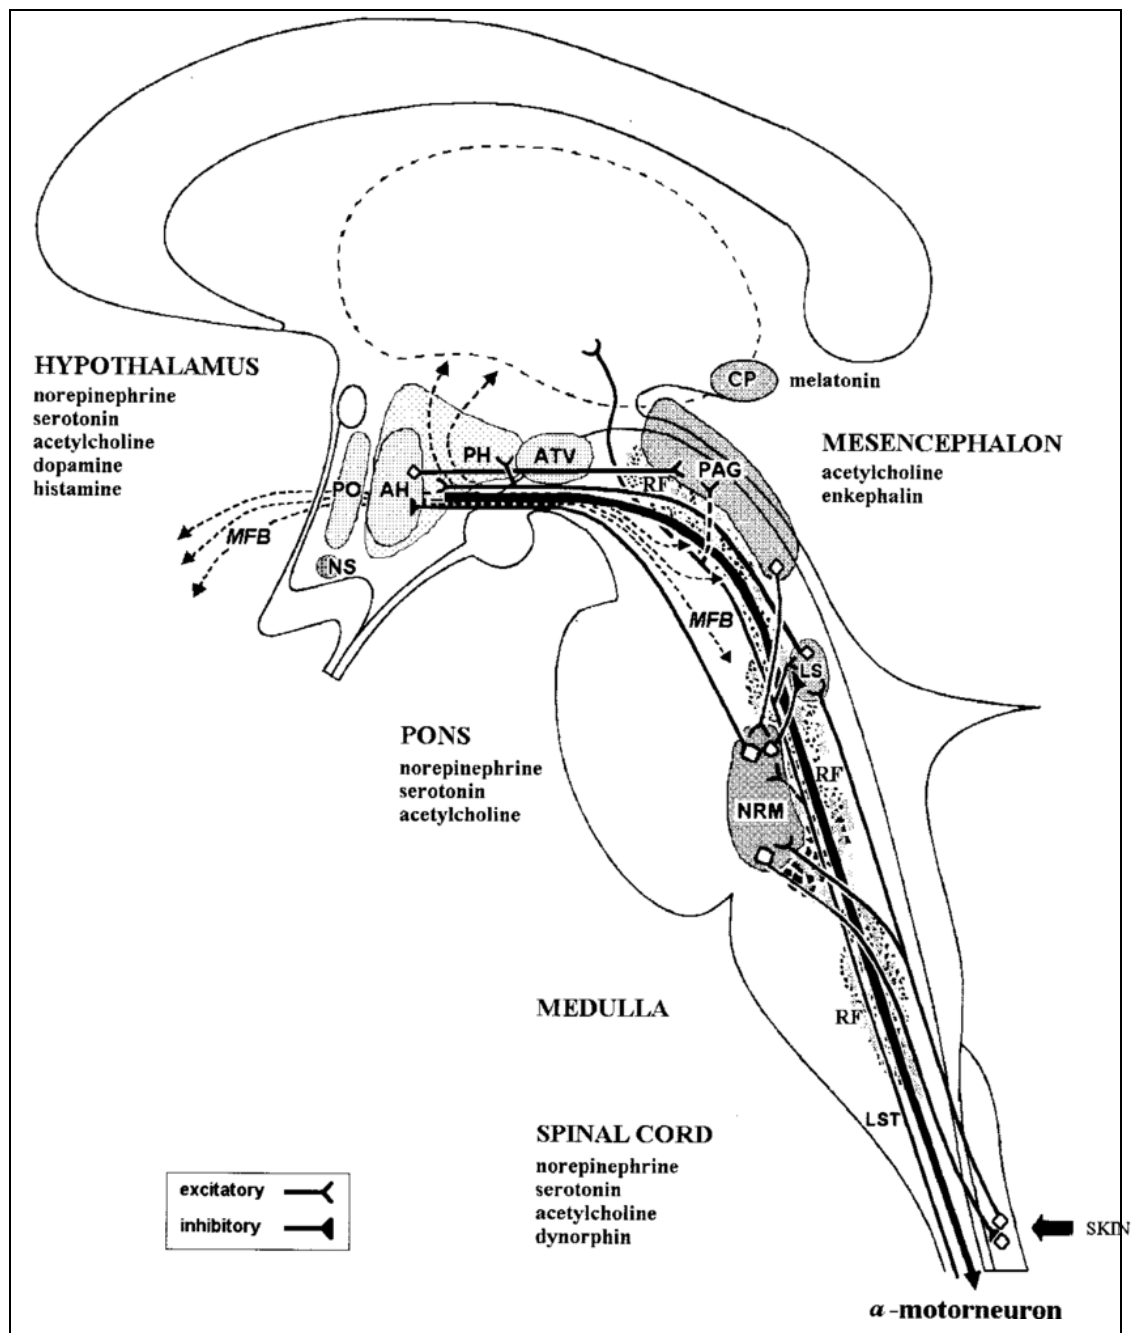 HYPOTHALAMUS
norepinephrine
serotonin
acetylcholine
dopamine
histamine
CP
melatonin
MESENCEPHALON
acetylcholine
enkephalin
PH
ATV
PAG
RF
PO
AH
MFB
NS
MFB
LS
PONS
norepinephrine
serotonin
acetylcholine
RF
NRM
MEDULLA
RF
LST
SPINAL CORD
norepinephrine
serotonin
acetylcholine
dynorphin
excitatory
inhibitory
SKIN
α-motorneuron